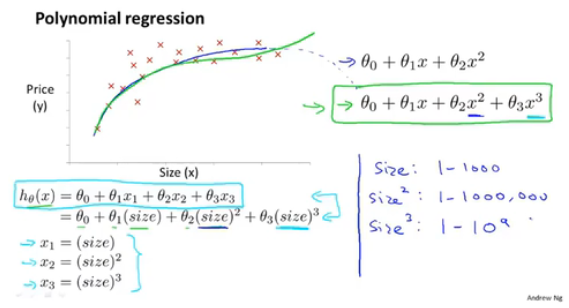 Polynomial regression
Price
(y)
Size (x)
θ₀ + θ₁x + θ₂x²
θ₀ + θ₁x + θ₂x² + θ₃x³
hθ(x) = θ₀ + θ₁x₁ + θ₂x₂ + θ₃x₃
= θ₀ + θ₁(size) + θ₂(size)² + θ₃(size)³
x₁ = (size)
x₂ = (size)²
x₃ = (size)³
Size: 1-1000
Size²: 1-1000,000
Size³: 1-10⁹
Andrew Ng